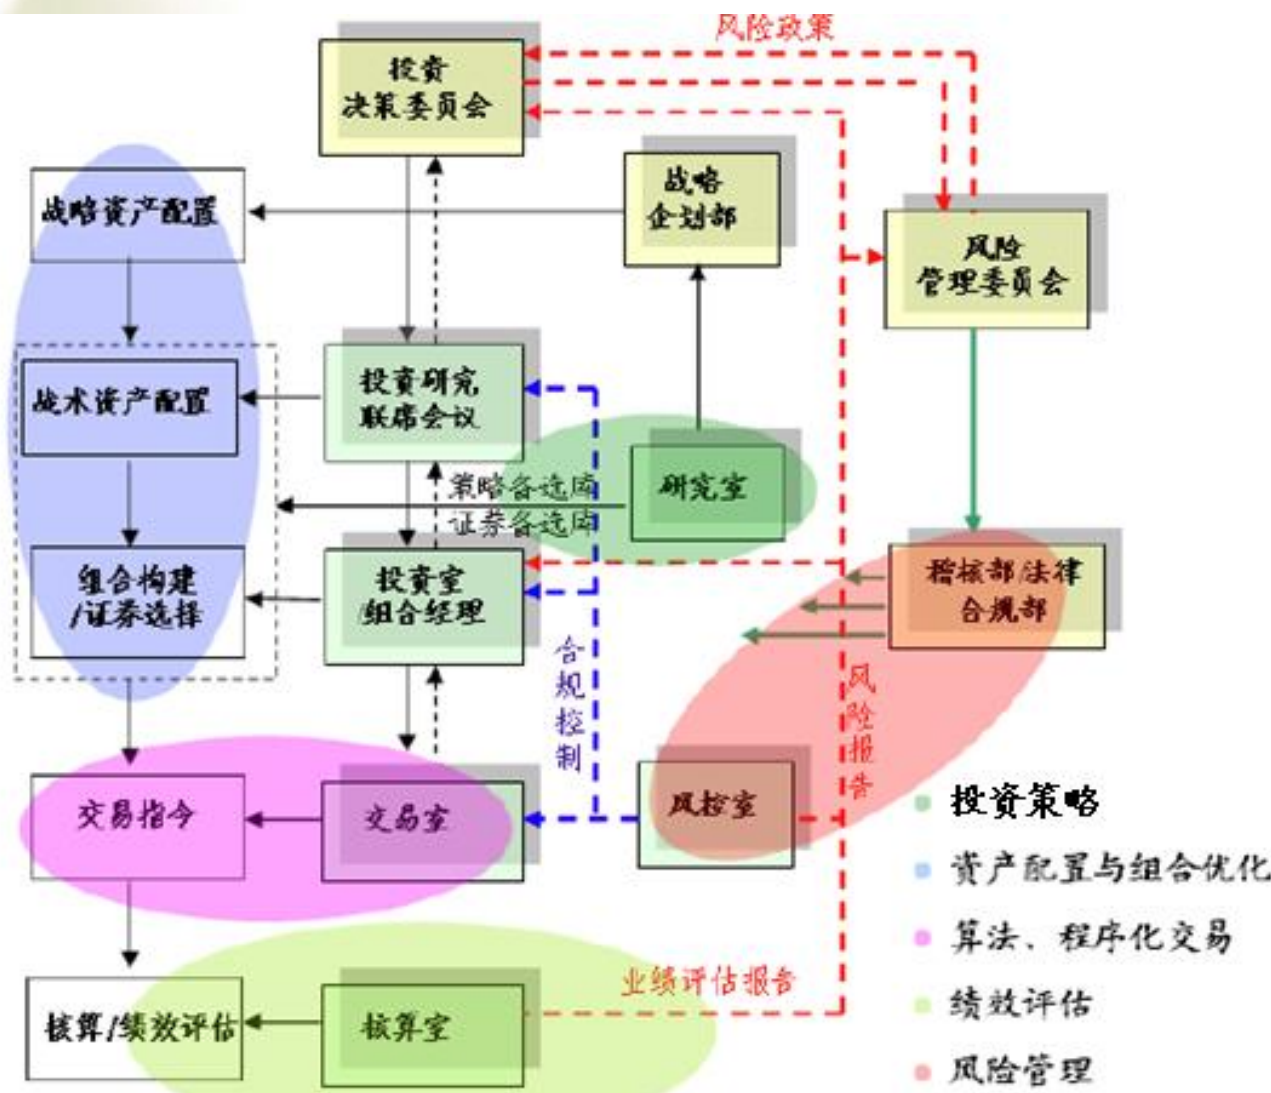 风险政策
投资
决策委员会
战略
企划部
战略资产配置
风险
管理委员会
投资研究
联席会议
战术资产配置
策略备选库
证券备选库
研究室
组合构建
/证券选择
投资室
/组合经理
稽核部/法律
合规部
合规控制
风险报告
交易指令
交易室
风控室
投资策略
资产配置与组合优化
算法、程序化交易
绩效评估
风险管理
业绩评估报告
核算/绩效评估
核算室